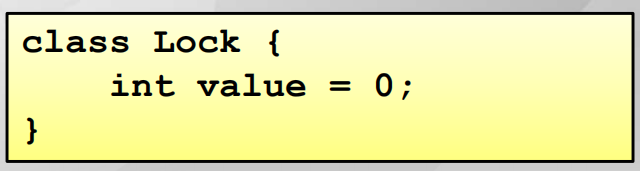 class Lock {
    int value = 0;
}